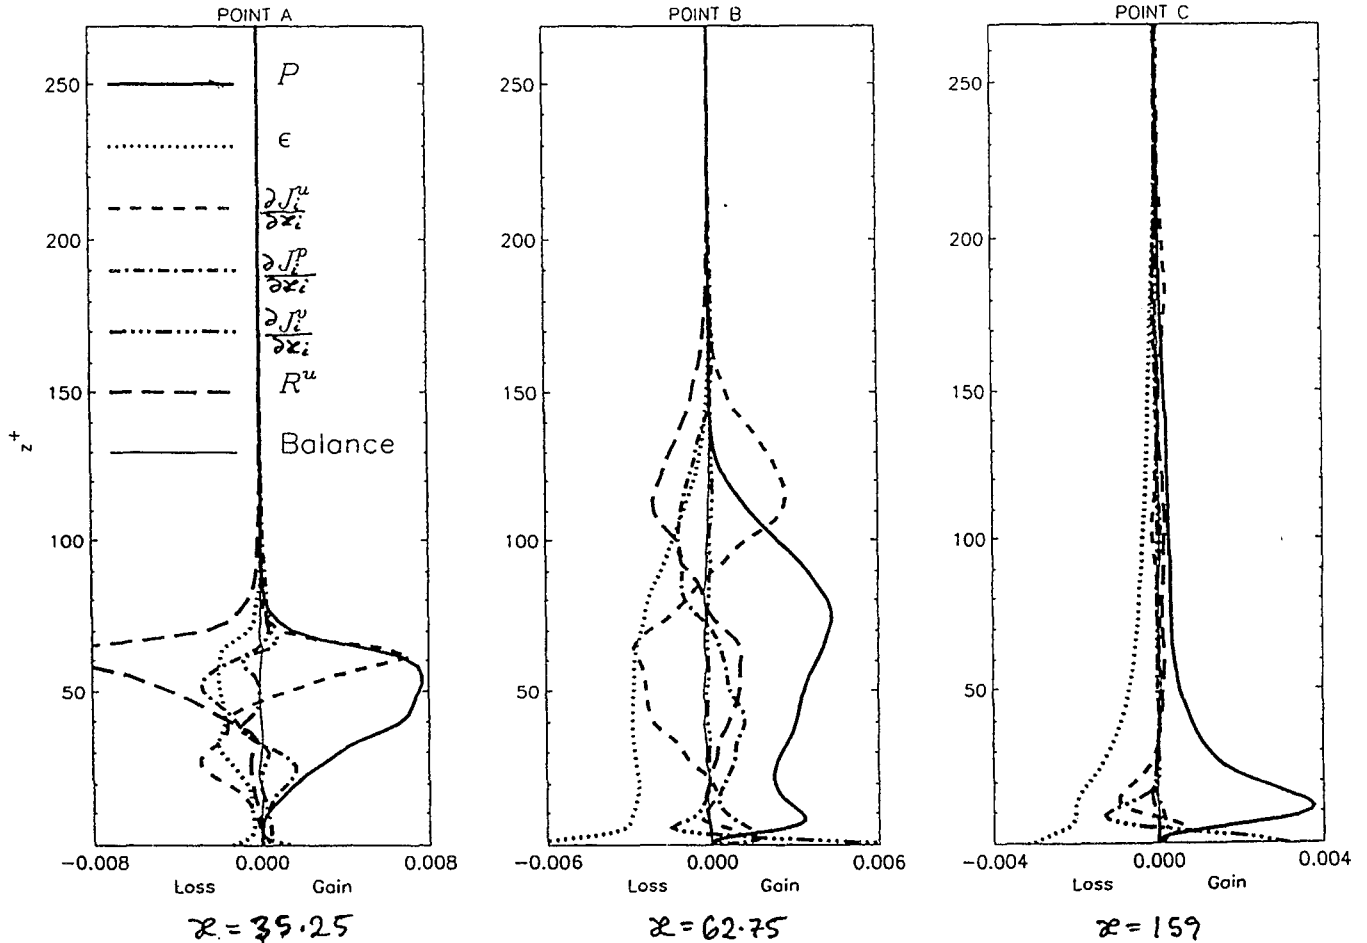 POINT A
250
200
150
100
50
z⁺
P
ϵ
∂J_i^u/∂x_i
∂J_i^p/∂x_i
∂J_i^v/∂x_i
R^u
Balance
−0.008 0.000 0.008
Loss Gain
x = 35.25
POINT B
250
200
150
100
50
−0.006 0.000 0.006
Loss Gain
x = 62.75
POINT C
250
200
150
100
50
−0.004 0.000 0.004
Loss Gain
x = 159